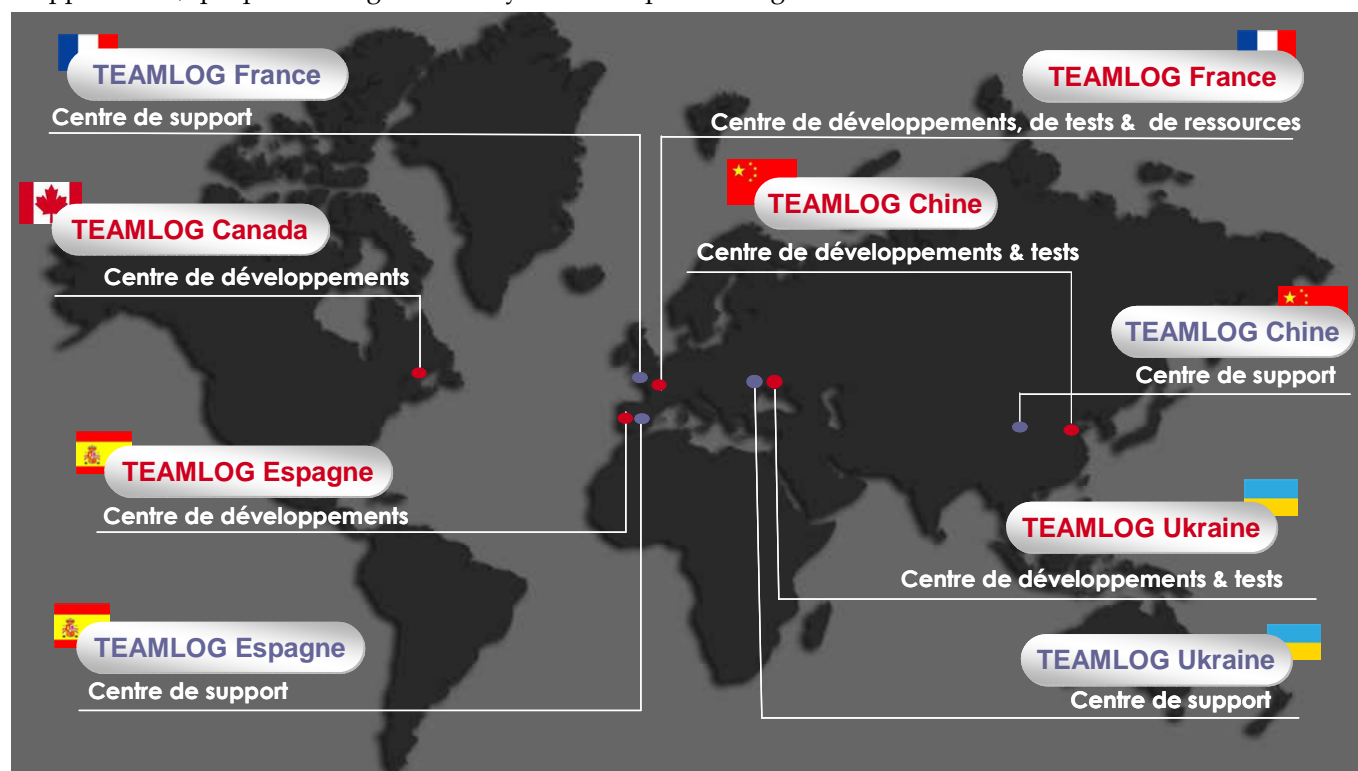 TEAMLOG France
Centre de support
TEAMLOG France
Centre de développements, de tests & de ressources
TEAMLOG Canada
Centre de développements
TEAMLOG Chine
Centre de développements & tests
TEAMLOG Chine
Centre de support
TEAMLOG Espagne
Centre de développements
TEAMLOG Ukraine
Centre de développements & tests
TEAMLOG Espagne
Centre de support
TEAMLOG Ukraine
Centre de support